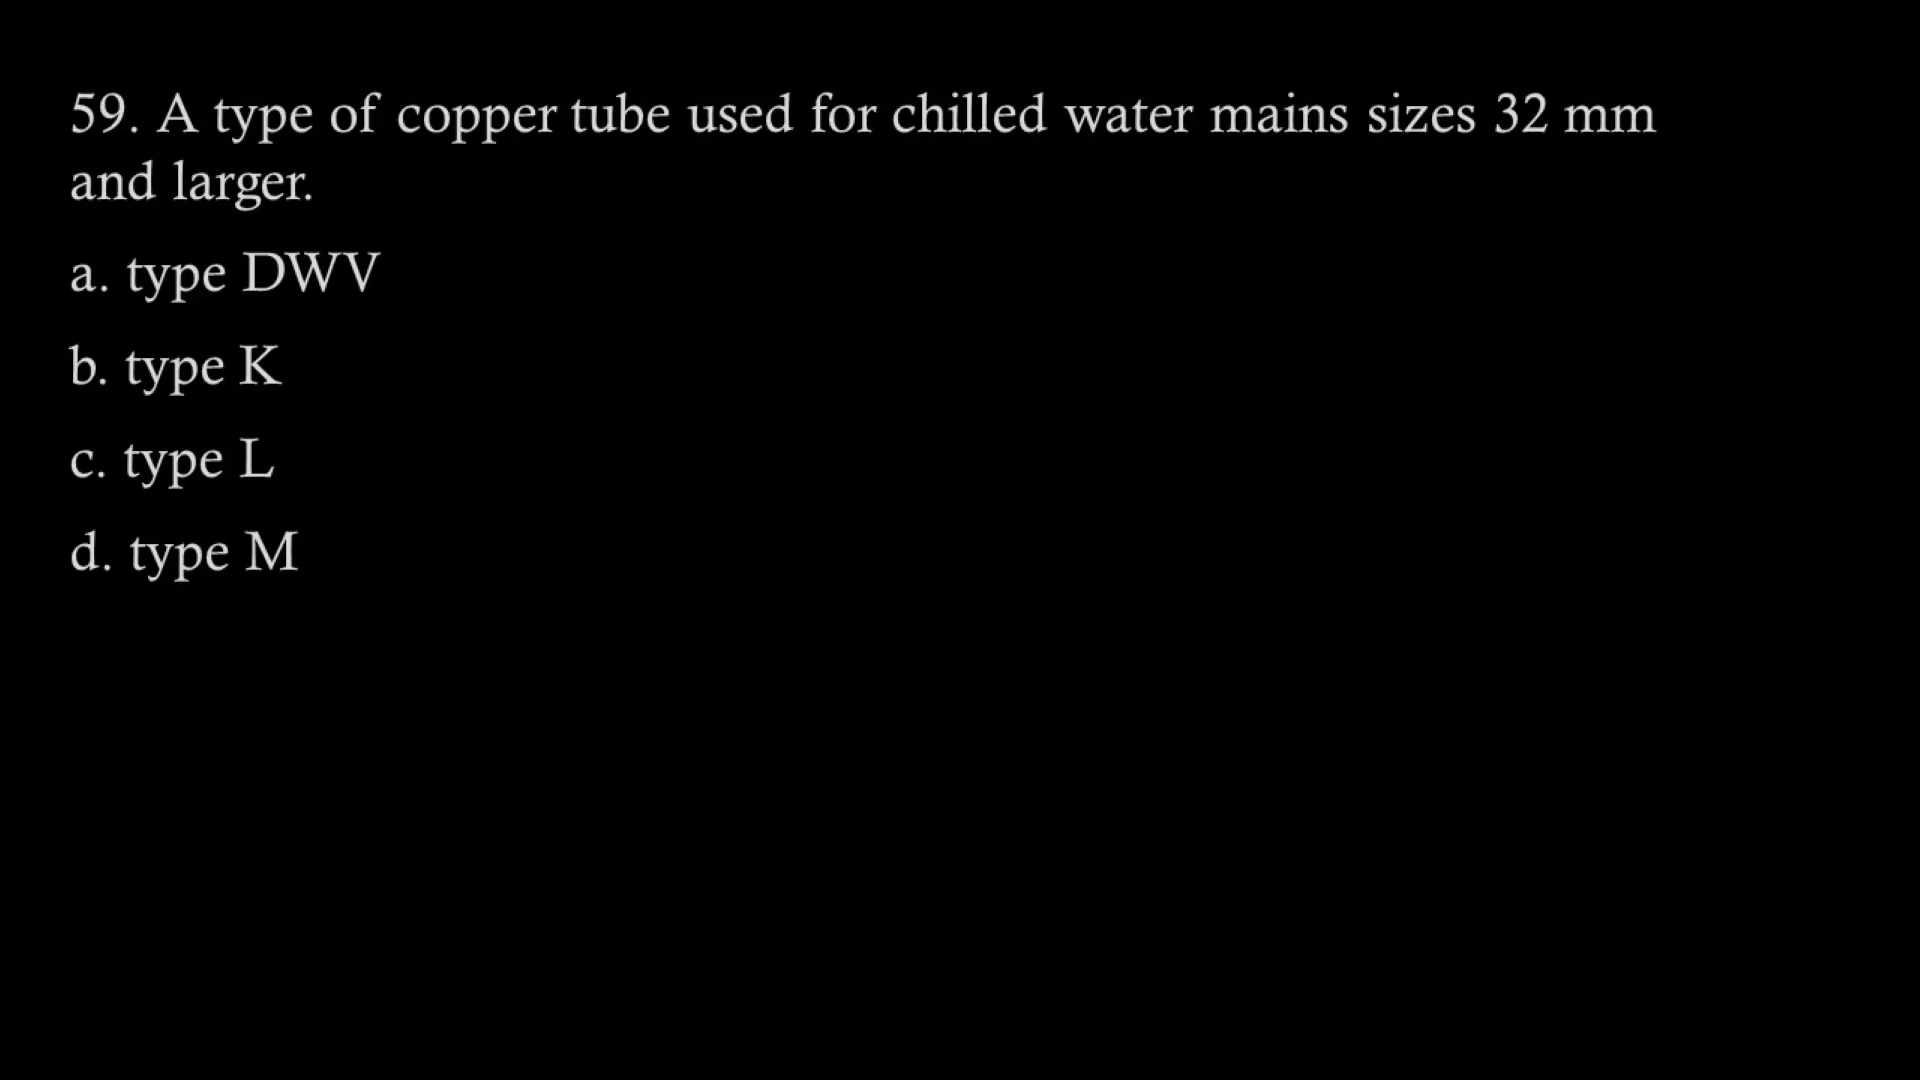 59. A type of copper tube used for chilled water mains sizes 32 mm
and larger.
a. type DWV
b. type K
c. type L
d. type M